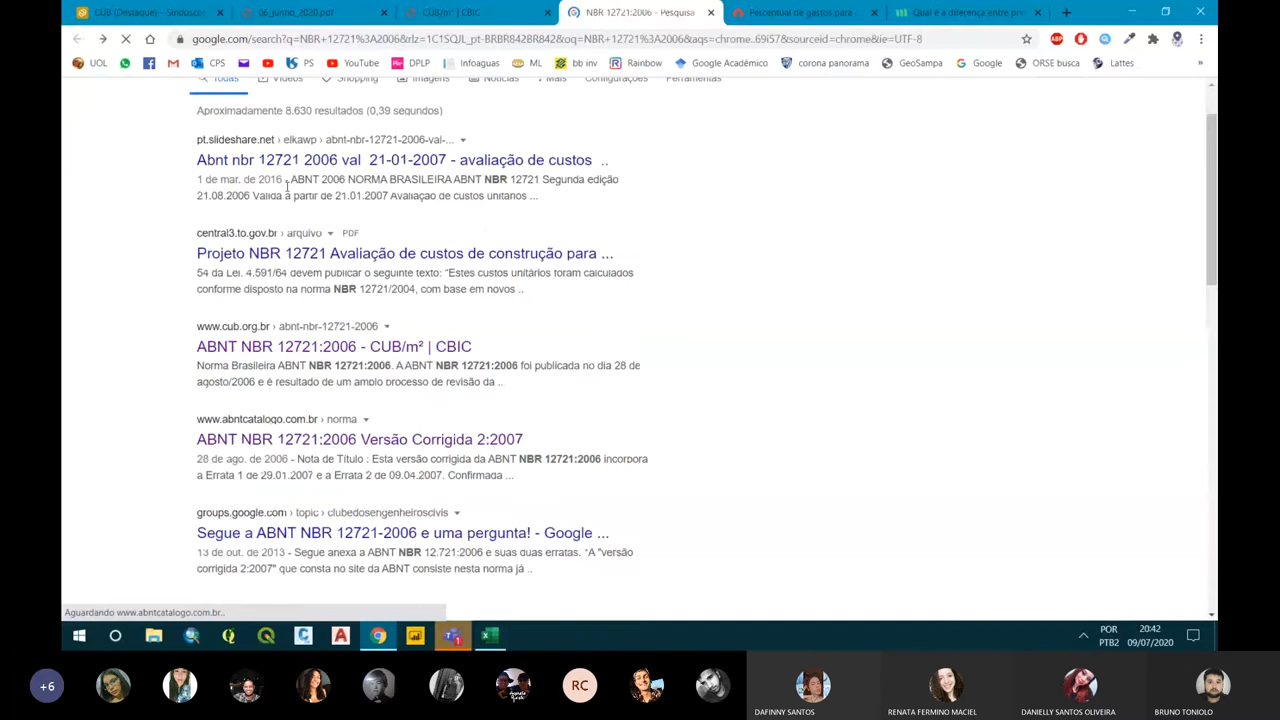 CUB (Destaque) – Sinduscon
06_junho_2020.pdf
CUB/m² | CBIC
NBR 12721:2006 - Pesquisa
Percentual de gastos para
Qual é a diferença entre pre
google.com/search?q=NBR+12721%3A2006&rlz=1C1SQJL_pt-BRBR842BR842&oq=NBR+12721%3A2006&aqs=chrome..69i57&sourceid=chrome&ie=UTF-8
UOL
CPS
PS
YouTube
DPLP
Infoaguas
ML
bb inv
Rainbow
Google Acadêmico
corona panorama
GeoSampa
Google
ORSE busca
Lattes
»
Todas
Vídeos
Shopping
Imagens
Notícias
Mais
Configurações
Ferramentas
Aproximadamente 8.630 resultados (0,39 segundos)
pt.slideshare.net › elkawp › abnt-nbr-12721-2006-val-...
Abnt nbr 12721 2006 val 21-01-2007 - avaliação de custos ..
1 de mar. de 2016 - ABNT 2006 NORMA BRASILEIRA ABNT NBR 12721 Segunda edição
21.08.2006 Válida a partir de 21.01.2007 Avaliação de custos unitários ...
central3.to.gov.br › arquivo PDF
Projeto NBR 12721 Avaliação de custos de construção para ...
54 da Lei. 4.591/64 devem publicar o seguinte texto: “Estes custos unitários foram calculados
conforme disposto na norma NBR 12721/2004, com base em novos ..
www.cub.org.br › abnt-nbr-12721-2006
ABNT NBR 12721:2006 - CUB/m² | CBIC
Norma Brasileira ABNT NBR 12721:2006. A ABNT NBR 12721:2006 foi publicada no dia 28 de
agosto/2006 e é resultado de um amplo processo de revisão da ..
www.abntcatalogo.com.br › norma
ABNT NBR 12721:2006 Versão Corrigida 2:2007
28 de ago. de 2006 - Nota de Título : Esta versão corrigida da ABNT NBR 12721:2006 incorpora
a Errata 1 de 29.01.2007 e a Errata 2 de 09.04.2007. Confirmada ...
groups.google.com › topic › clubedosengenheiroscivis
Segue a ABNT NBR 12721-2006 e uma pergunta! - Google ...
13 de out. de 2013 - Segue anexa a ABNT NBR 12.721:2006 e suas duas erratas. "A "versão
corrigida 2:2007" que consta no site da ABNT consiste nesta norma já ..
Aguardando www.abntcatalogo.com.br..
POR
PTB2
20:42
09/07/2020
+6
RC
DAFINNY SANTOS
RENATA FERMINO MACIEL
DANIELLY SANTOS OLIVEIRA
BRUNO TONIOLO